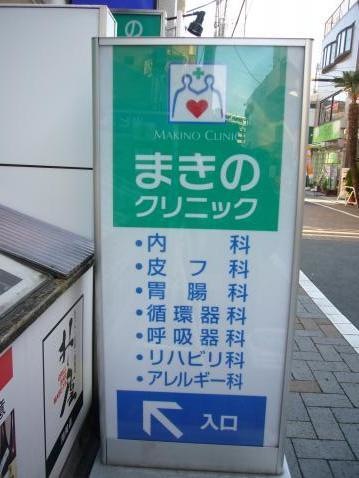 の
MAKINO CLINIC
まきの
クリニック
・内科
・皮フ科
・胃腸科
・循環器科
・呼吸器科
・リハビリ科
・アレルギー科
入口